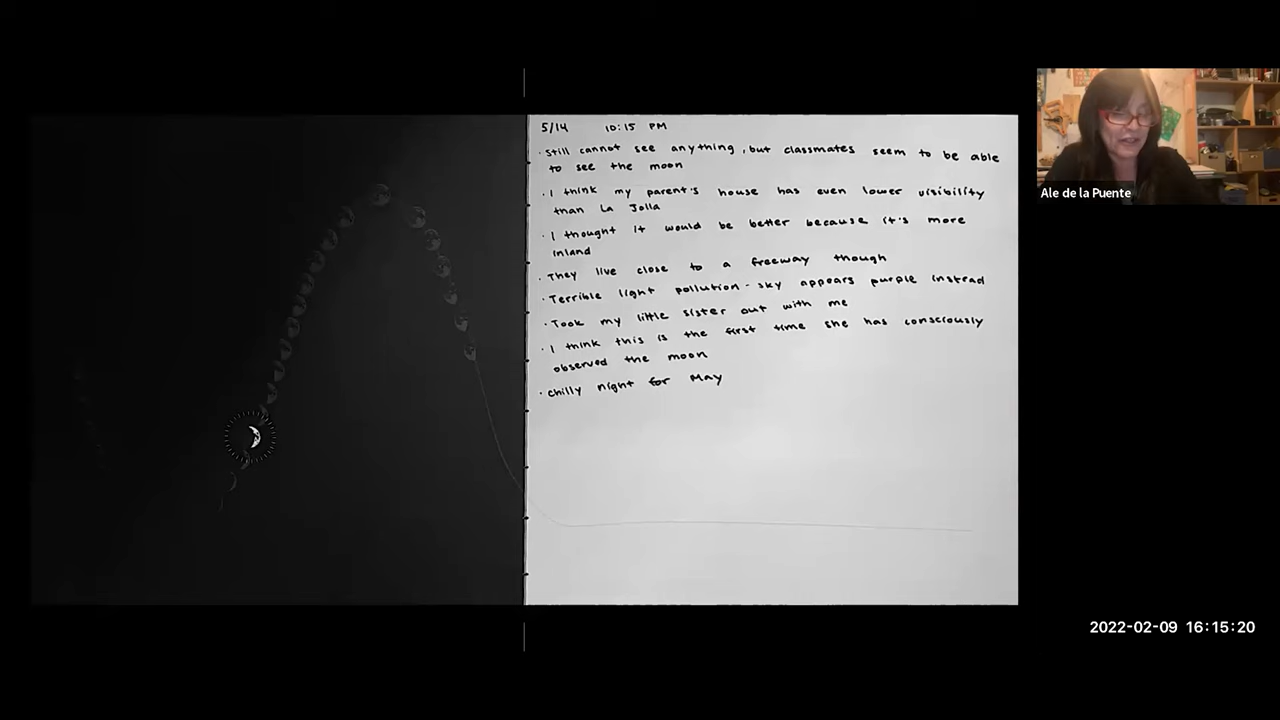 5/14 10:15 PM
· Still cannot see anything, but classmates seem to be able
to see the moon
· I think my parent's house has even lower visibility
than La Jolla
· I thought it would be better because it's more
inland
· They live close to a freeway though
· Terrible light pollution - sky appears purple instead
· Took my little sister out with me
· I think this is the first time she has consciously
observed the moon
· Chilly night for May
Ale de la Puente
2022-02-09 16:15:20